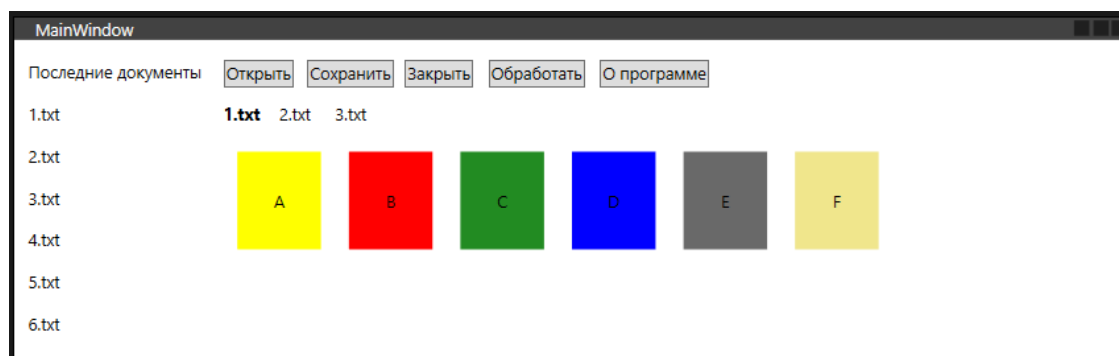 MainWindow
Последние документы Открыть Сохранить Закрыть Обработать О программе
1.txt 1.txt 2.txt 3.txt
2.txt
3.txt A B C D E F
4.txt
5.txt
6.txt